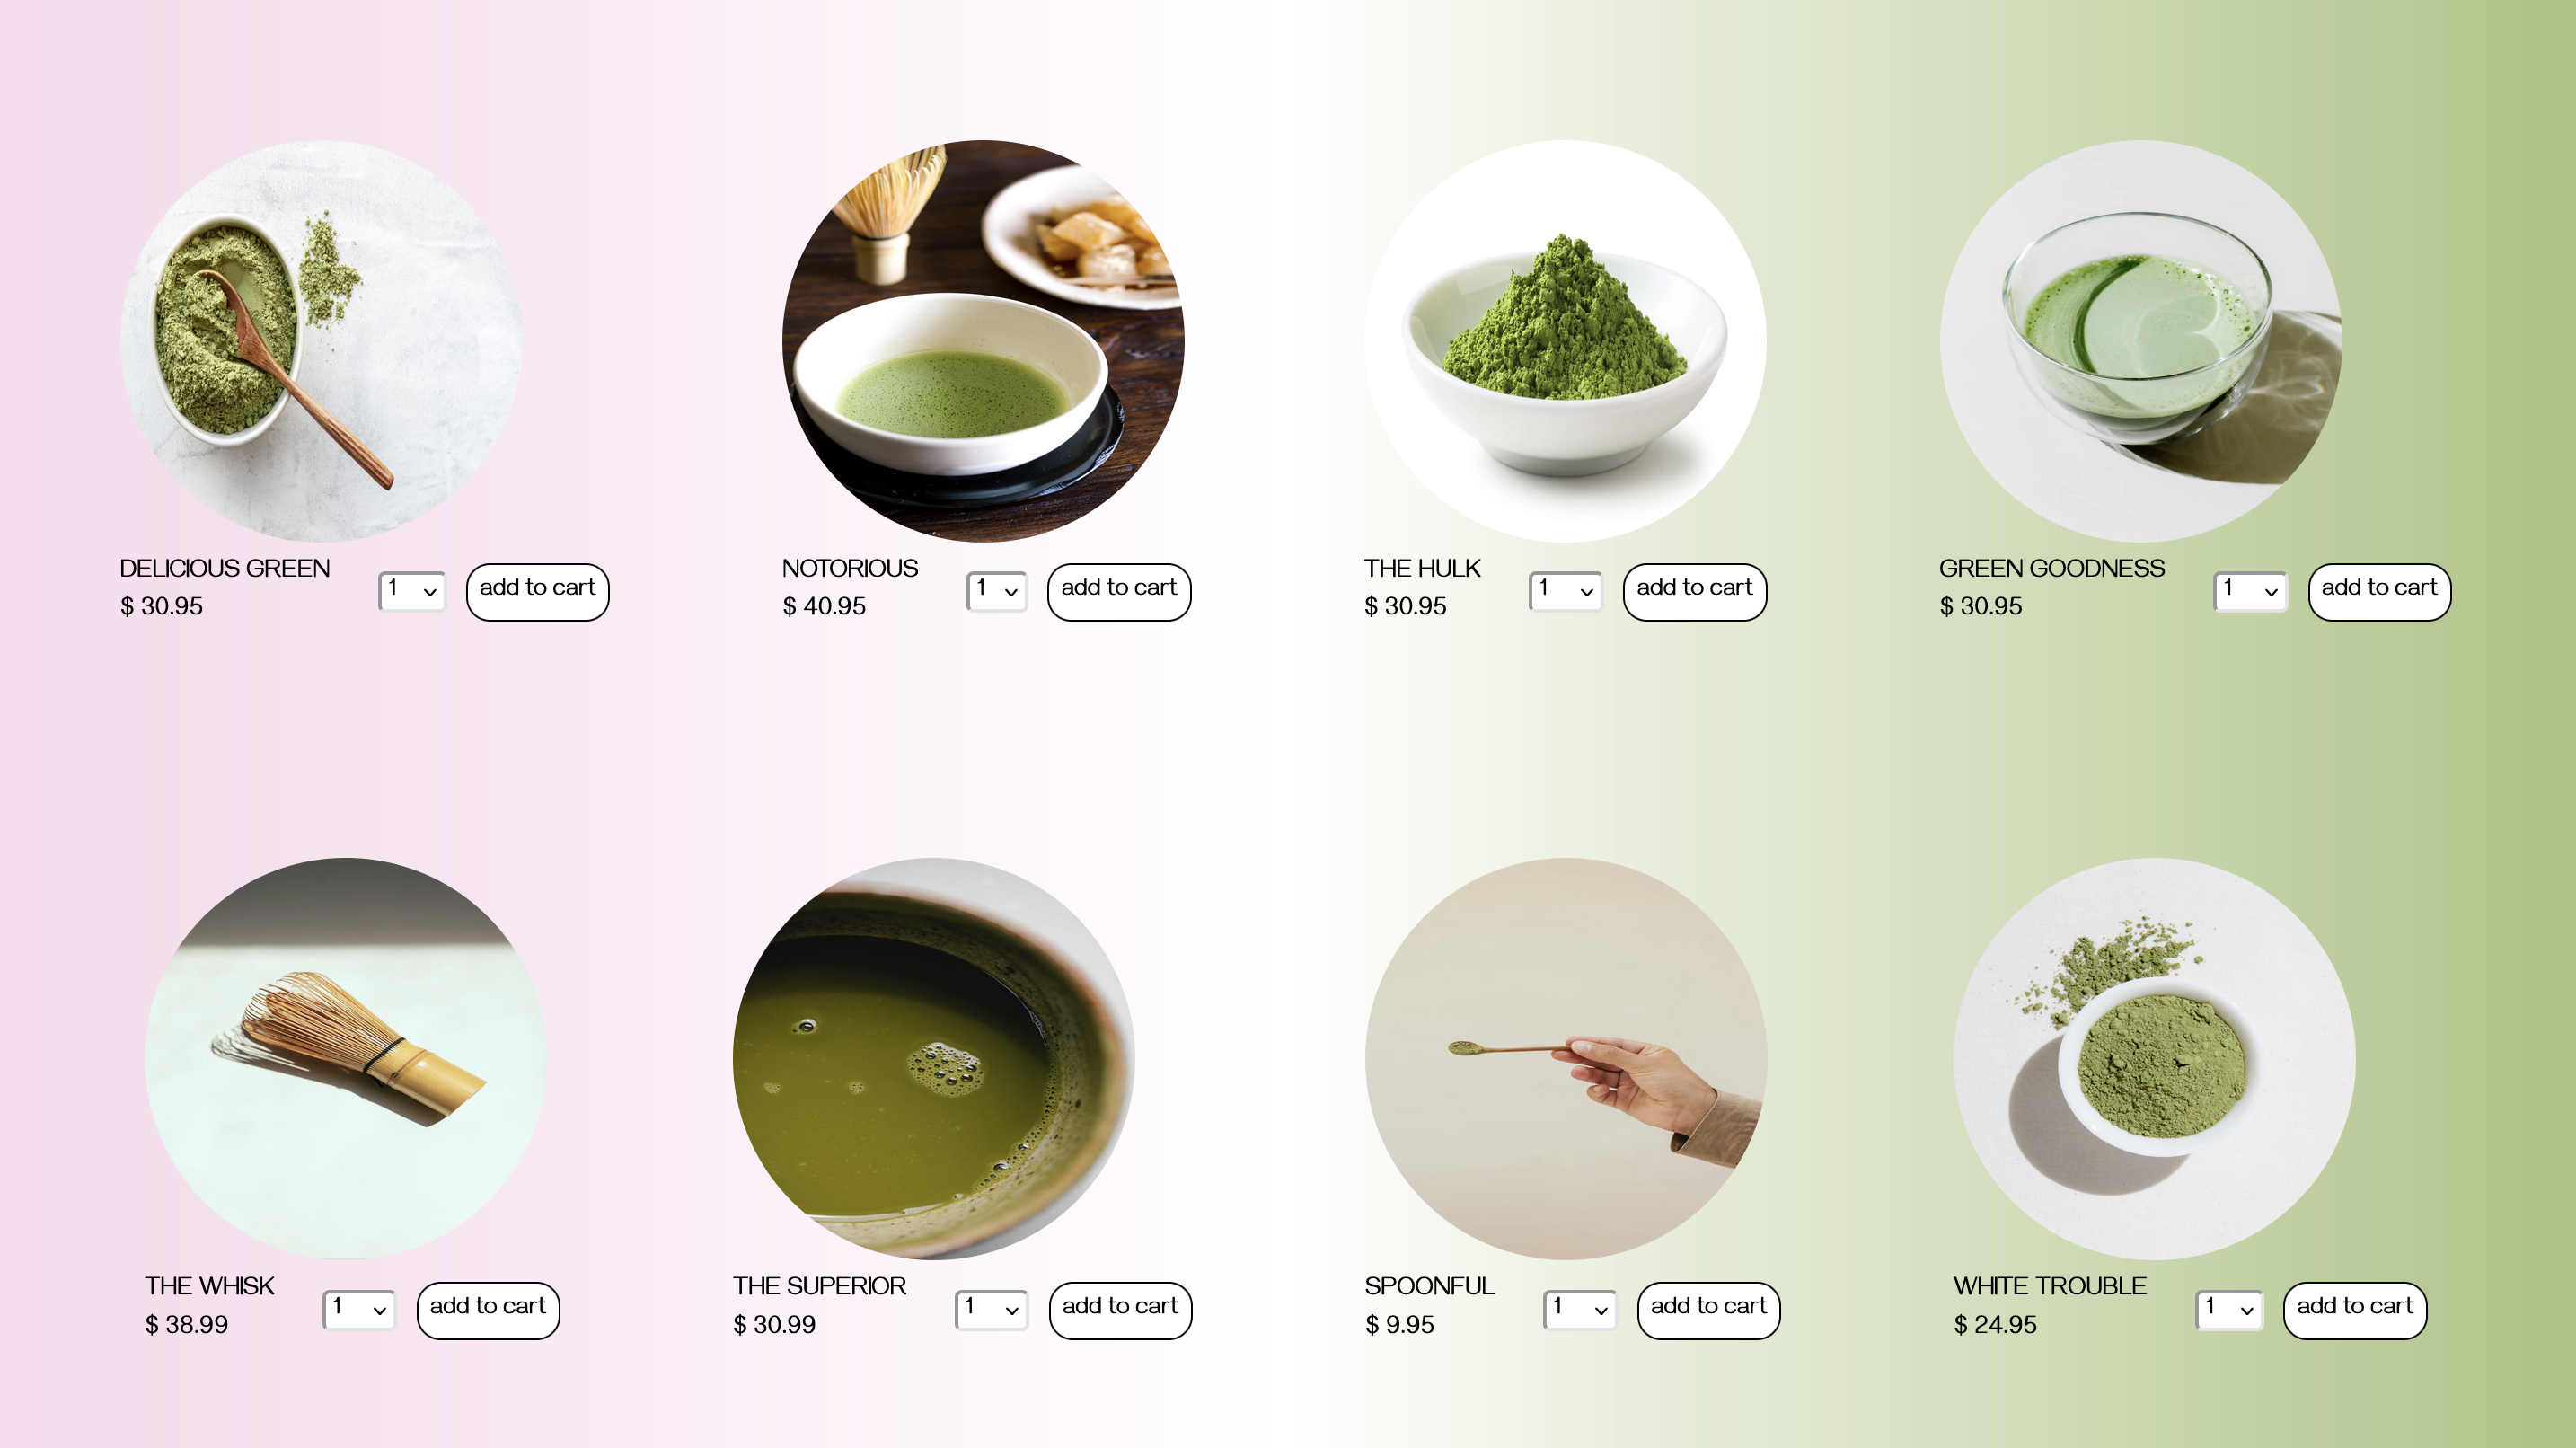 DELICIOUS GREEN
$ 30.95
1
add to cart
NOTORIOUS
$ 40.95
1
add to cart
THE HULK
$ 30.95
1
add to cart
GREEN GOODNESS
$ 30.95
1
add to cart
THE WHISK
$ 38.99
1
add to cart
THE SUPERIOR
$ 30.99
1
add to cart
SPOONFUL
$ 9.95
1
add to cart
WHITE TROUBLE
$ 24.95
1
add to cart